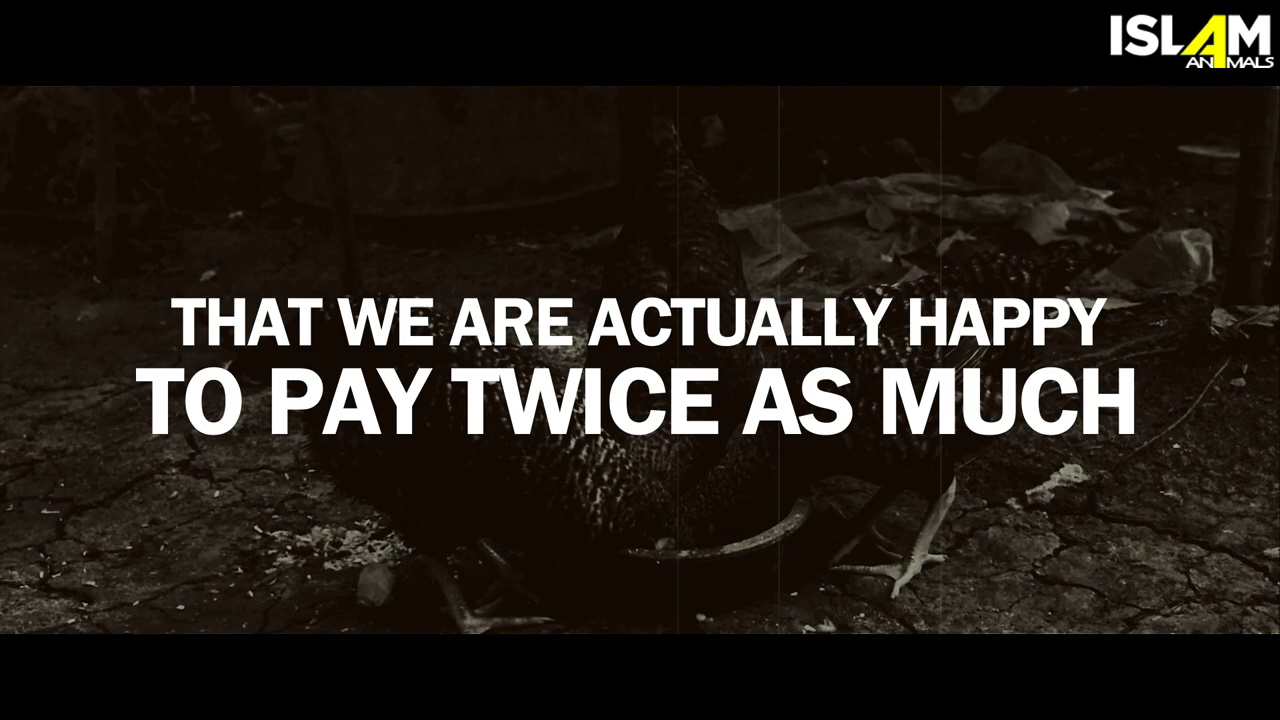 ISLAM
ANIMALS
THAT WE ARE ACTUALLY HAPPY
TO PAY TWICE AS MUCH